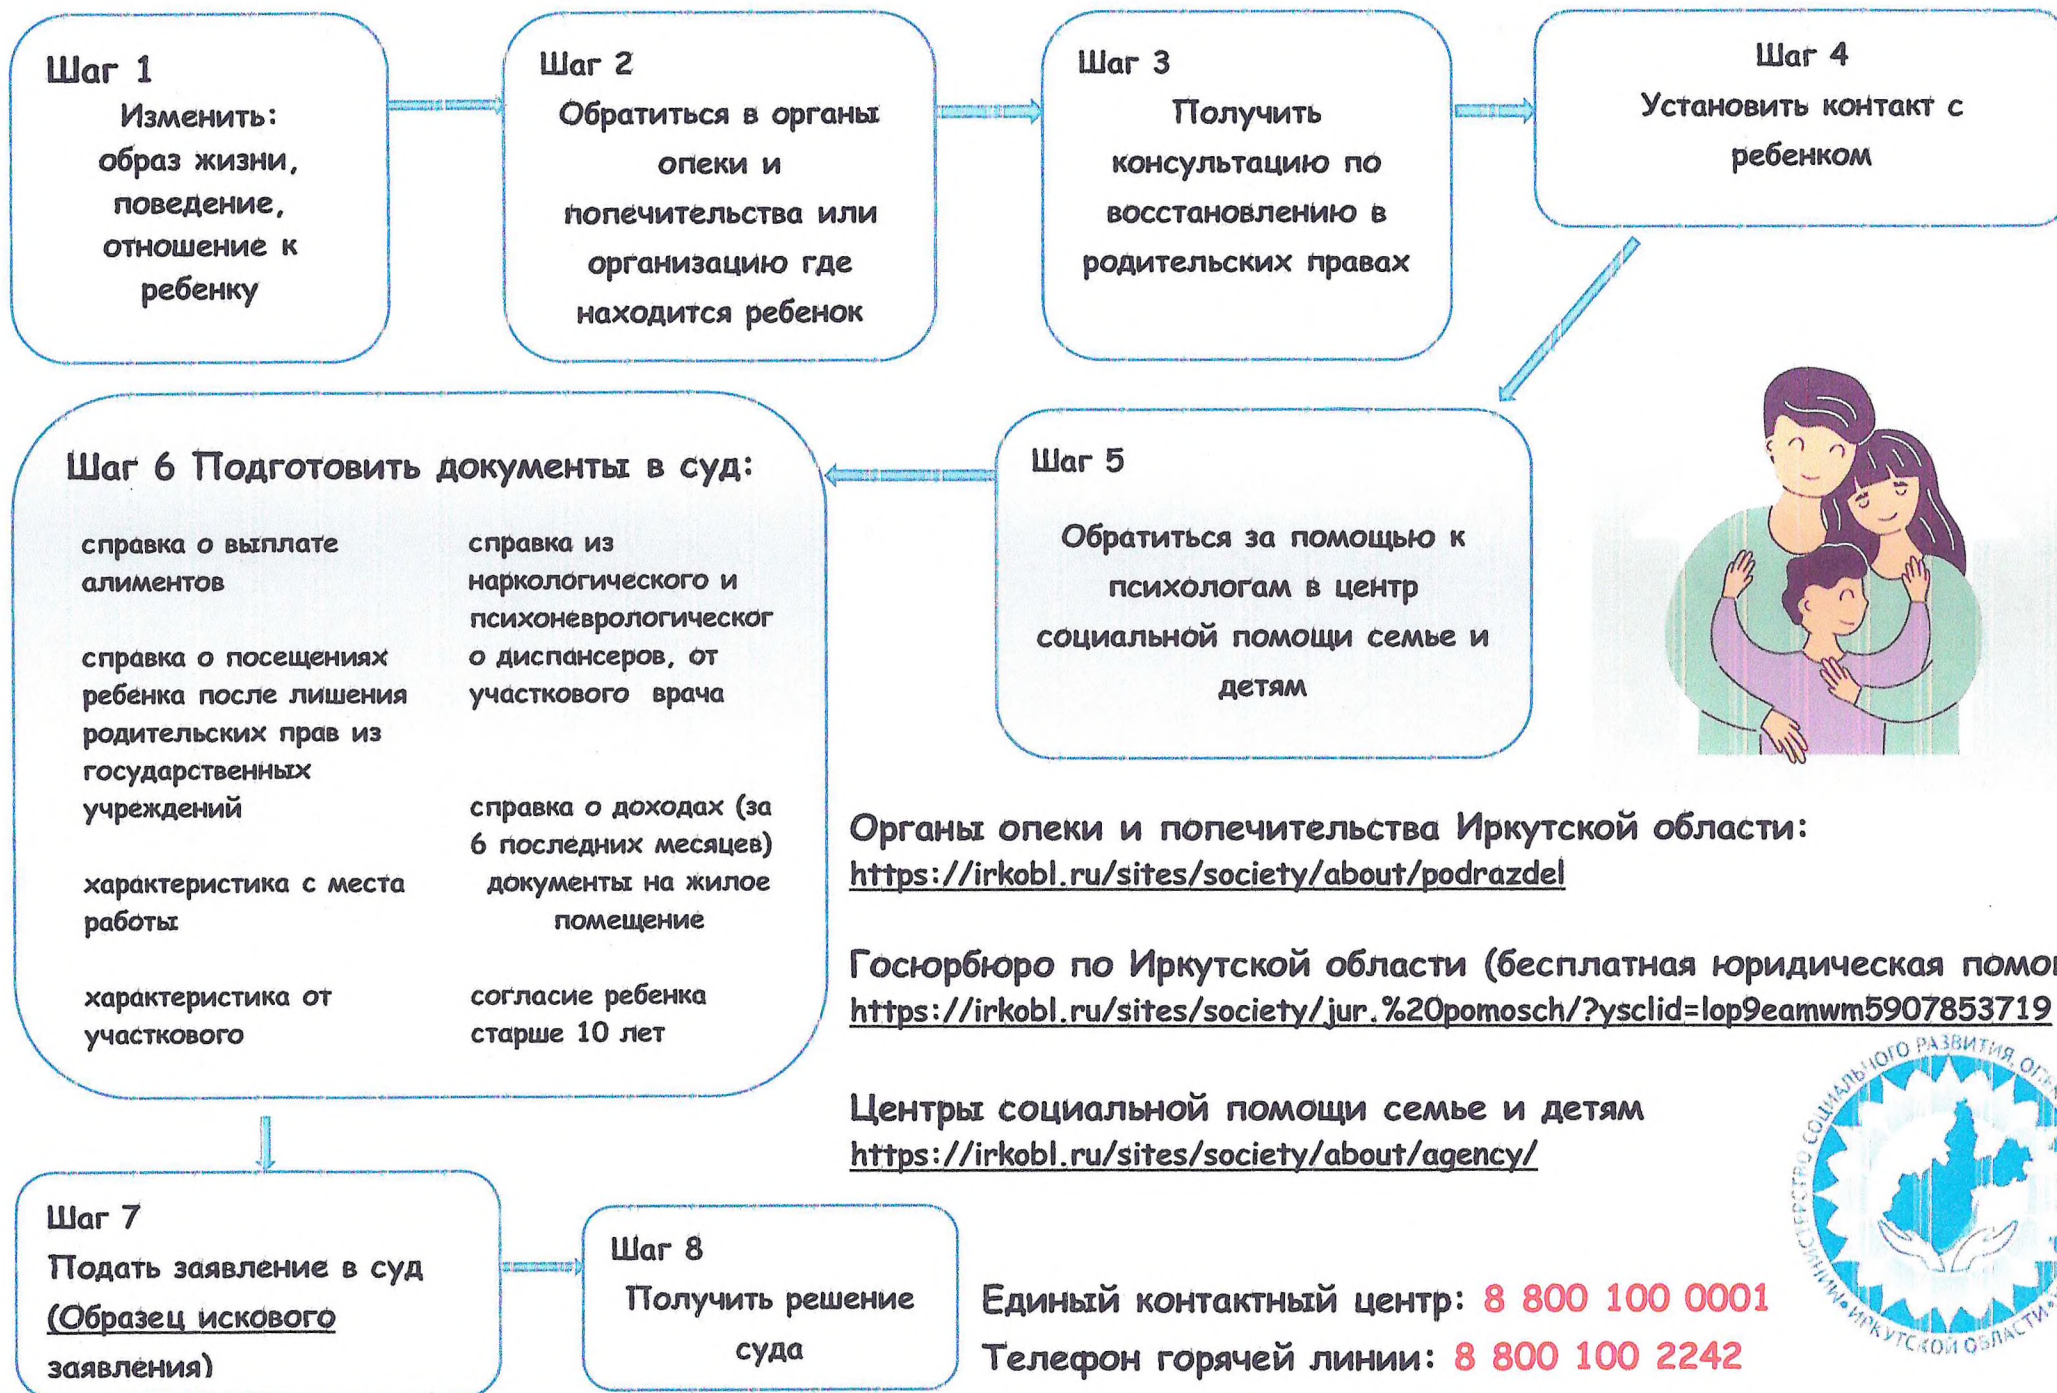 Шаг 1
Изменить:
образ жизни,
поведение,
отношение к
ребенку
Шаг 2
Обратиться в органы
опеки и
попечительства или
организацию где
находится ребенок
Шаг 3
Получить
консультацию по
восстановлению в
родительских правах
Шаг 4
Установить контакт с
ребенком
Шаг 5
Обратиться за помощью к
психологам в центр
социальной помощи семье и
детям
Шаг 6 Подготовить документы в суд:
справка о выплате
алиментов
справка о посещениях
ребенка после лишения
родительских прав из
государственных
учреждений
характеристика с места
работы
характеристика от
участкового
справка из
наркологического и
психоневрологическог
о диспансеров, от
участкового врача
справка о доходах (за
6 последних месяцев)
документы на жилое
помещение
согласие ребенка
старше 10 лет
Органы опеки и попечительства Иркутской области:
https://irkobl.ru/sites/society/about/podrazdel
Госюрбюро по Иркутской области (бесплатная юридическая
https://irkobl.ru/sites/society/jur.%20pomosch/?ysclid=lop9eamwm5907853719
Центры социальной помощи семье и детям
https://irkobl.ru/sites/society/about/agency/
Шаг 7
Подать заявление в суд
(Образец искового
заявления)
Шаг 8
Получить решение
суда
Единый контактный центр: 8 800 100 0001
Телефон горячей линии: 8 800 100 2242
МИНИСТЕРСТВО СОЦИАЛЬНОГО РАЗВИТИЯ,
ИРКУТСКОЙ ОБЛАСТИ